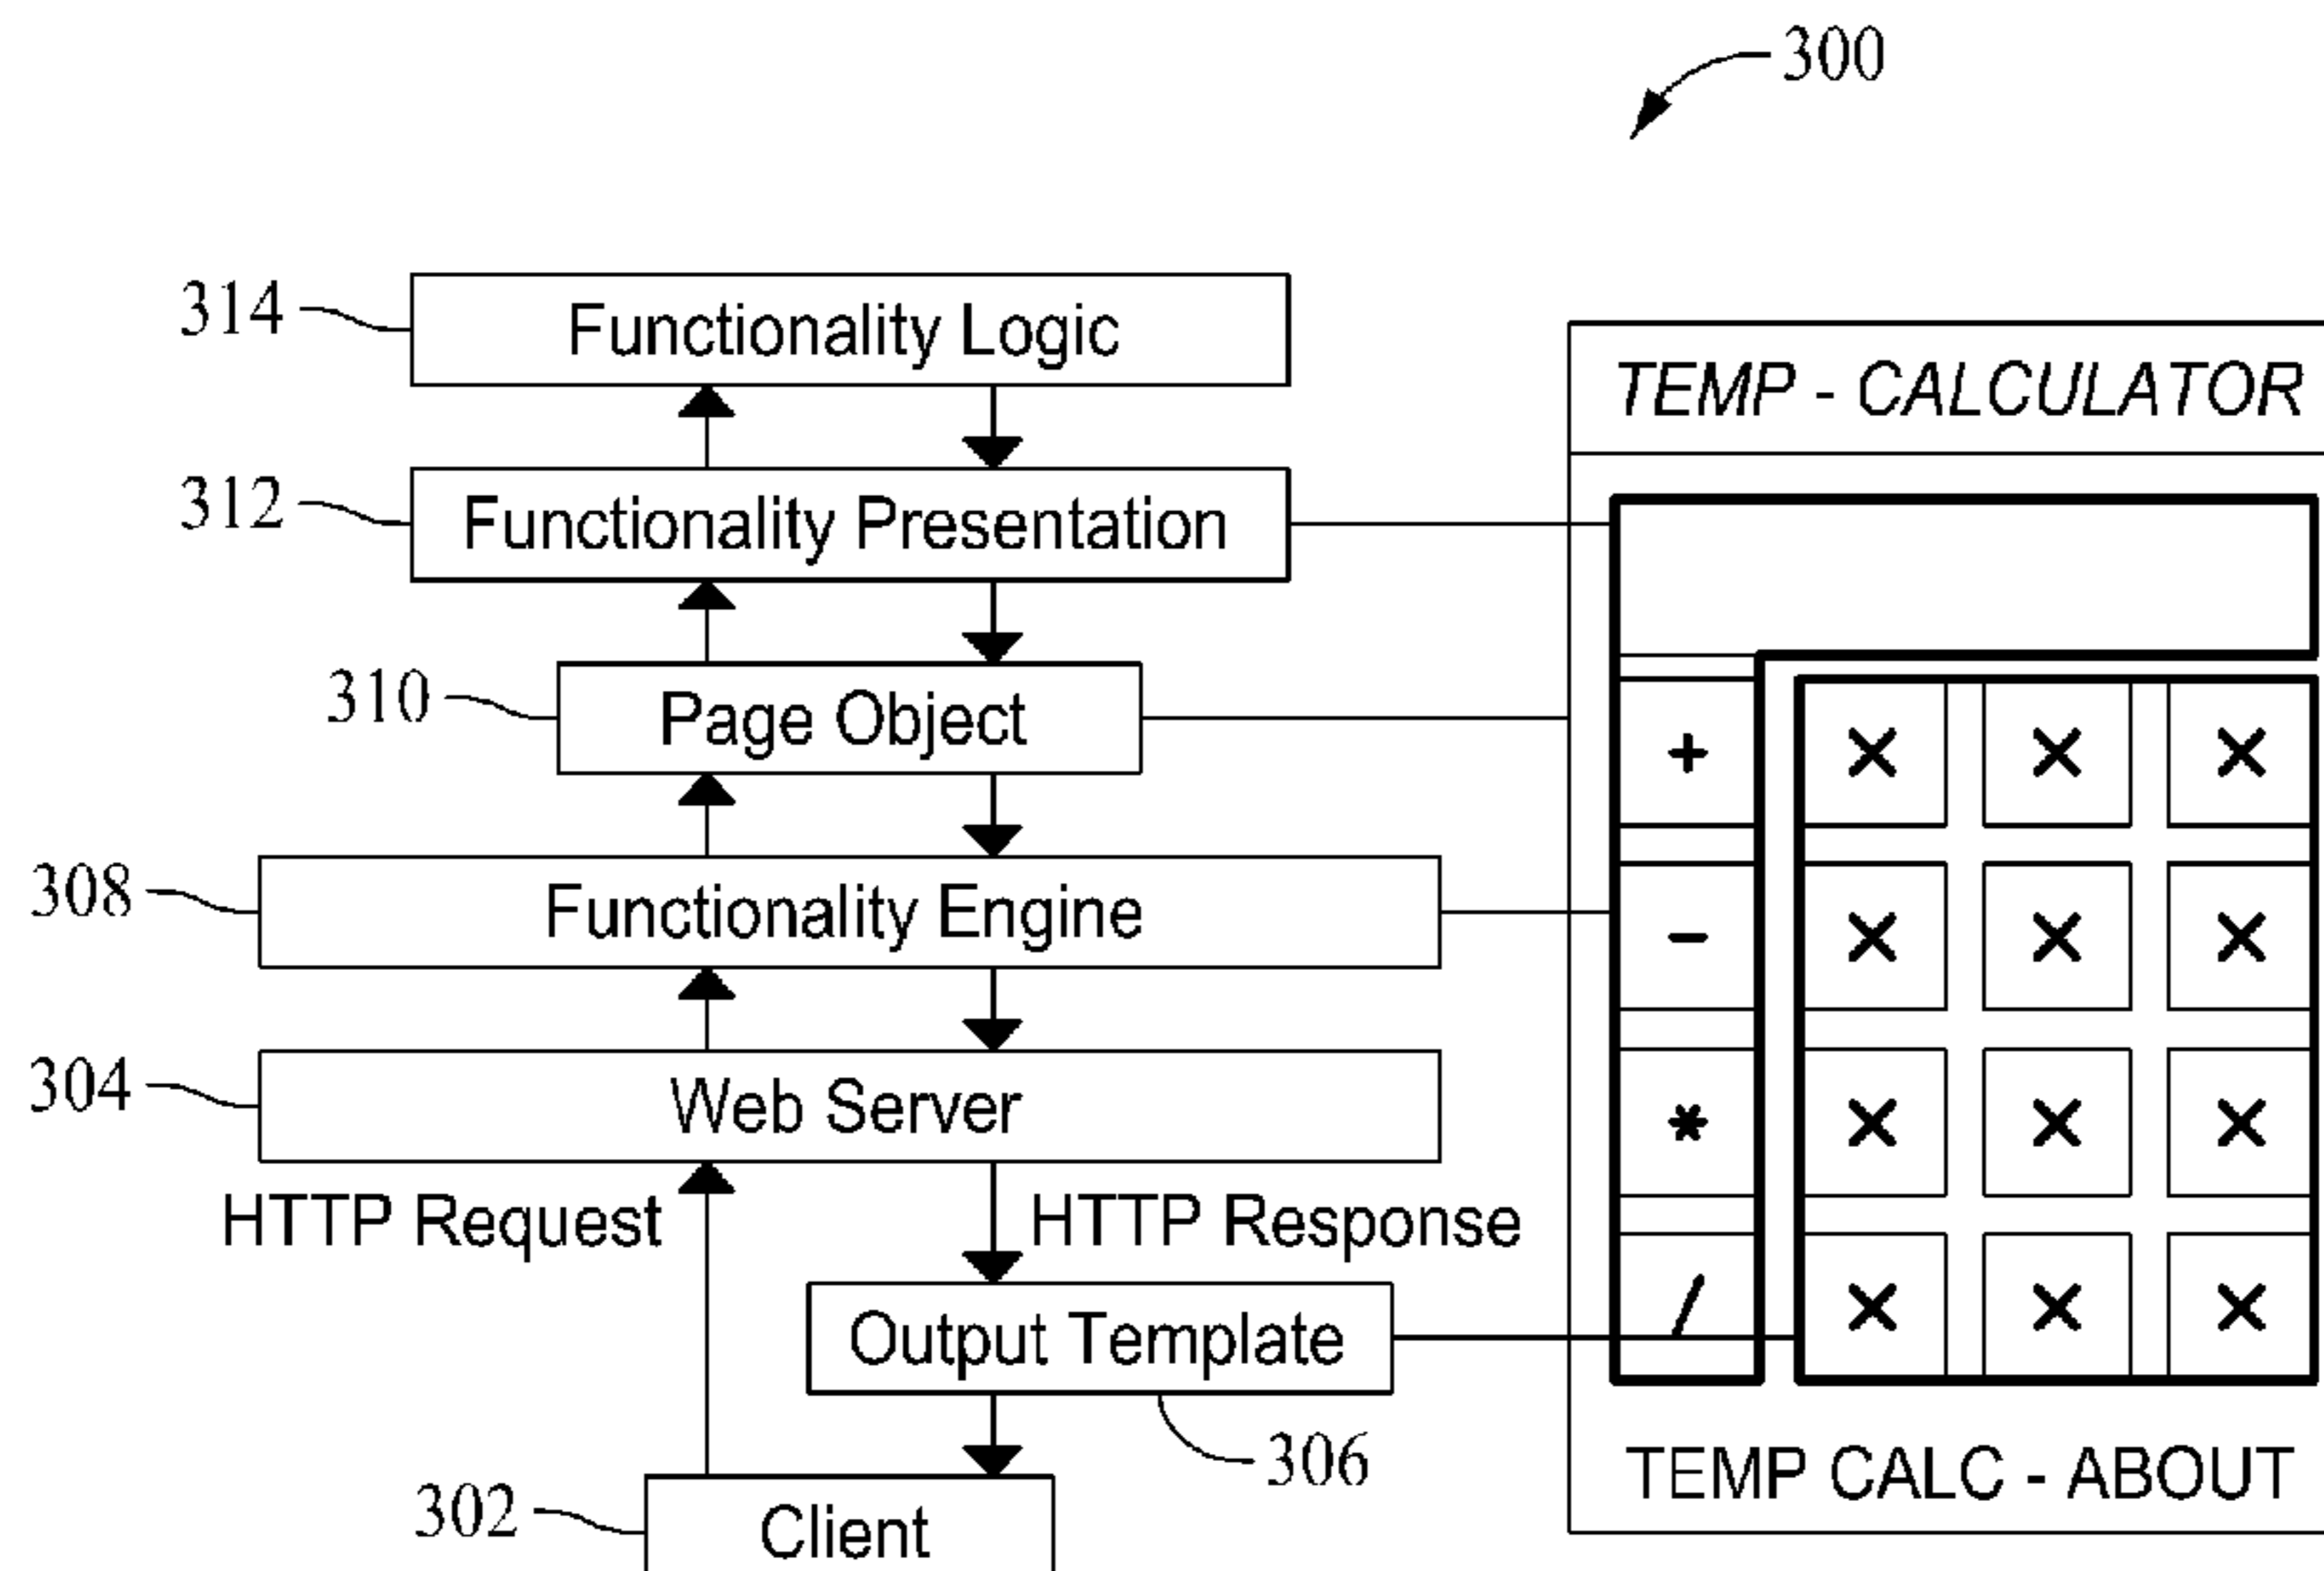 300
314 Functionality Logic
TEMP - CALCULATOR
312 Functionality Presentation
310 Page Object
+ × × ×
308 Functionality Engine
− × × ×
304 Web Server
* × × ×
HTTP Request HTTP Response
/ × × ×
Output Template
306
TEMP CALC - ABOUT
302 Client